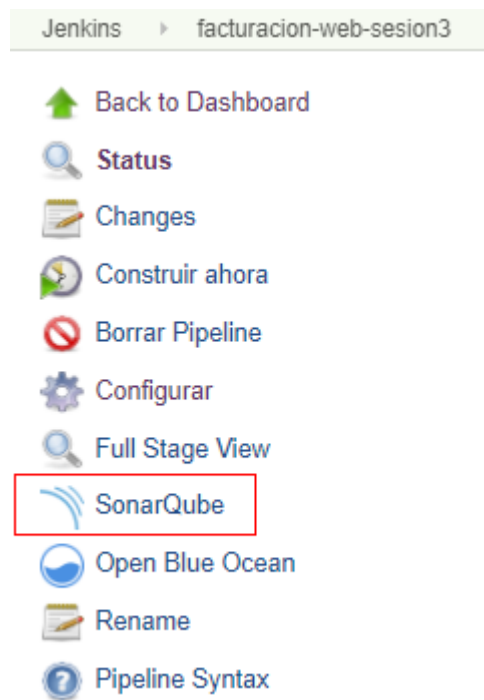 Jenkins facturacion-web-sesion3
Back to Dashboard
Status
Changes
Construir ahora
Borrar Pipeline
Configurar
Full Stage View
SonarQube
Open Blue Ocean
Rename
Pipeline Syntax